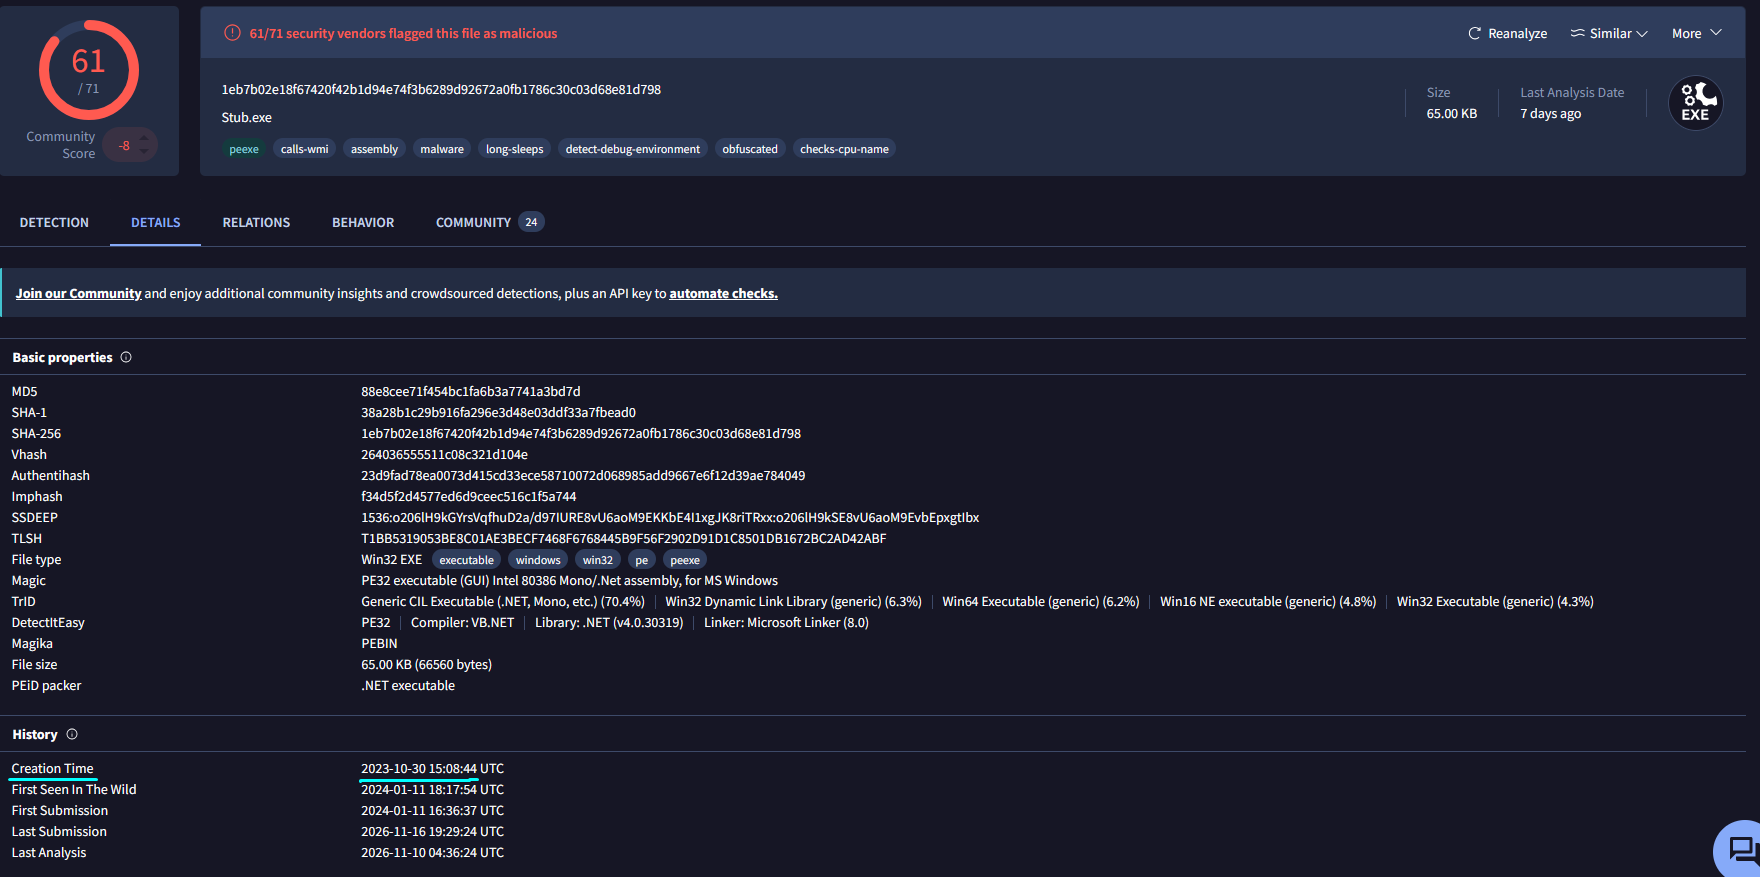 61
/ 71
Community
Score
-8
61/71 security vendors flagged this file as malicious
Reanalyze Similar More
1eb7b02e18f67420f42b1d94e74f3b6289d92672a0fb1786c30c03d68e81d798
Stub.exe
peexe calls-wmi assembly malware long-sleeps detect-debug-environment obfuscated checks-cpu-name
Size
65.00 KB
Last Analysis Date
7 days ago
EXE
DETECTION DETAILS RELATIONS BEHAVIOR COMMUNITY 24
Join our Community and enjoy additional community insights and crowdsourced detections, plus an API key to automate checks.
Basic properties
MD5 88e8cee71f454bc1fa6b3a7741a3bd7d
SHA-1 38a28b1c29b916fa296e3d48e03ddf33a7fbead0
SHA-256 1eb7b02e18f67420f42b1d94e74f3b6289d92672a0fb1786c30c03d68e81d798
Vhash 264036555511c08c321d104e
Authentihash 23d9fad78ea0073d415cd33ece58710072d068985add9667e6f12d39ae784049
Imphash f34d5f2d4577ed6d9ceec516c1f5a744
SSDEEP 1536:o206lH9kGYrsVqfhuD2a/d97IURE8vU6aoM9EKKbE4I1xgJK8riTRxx:o206lH9kSE8vU6aoM9EvbEpxgtIbx
TLSH T1BB5319053BE8C01AE3BECF7468F6768445B9F56F2902D91D1C8501DB1672BC2AD42ABF
File type Win32 EXE executable windows win32 pe peexe
Magic PE32 executable (GUI) Intel 80386 Mono/.Net assembly, for MS Windows
TrID Generic CIL Executable (.NET, Mono, etc.) (70.4%) Win32 Dynamic Link Library (generic) (6.3%) Win64 Executable (generic) (6.2%) Win16 NE executable (generic) (4.8%) Win32 Executable (generic) (4.3%)
DetectItEasy PE32 Compiler: VB.NET Library: .NET (v4.0.30319) Linker: Microsoft Linker (8.0)
Magika PEBIN
File size 65.00 KB (66560 bytes)
PEiD packer .NET executable
History
Creation Time 2023-10-30 15:08:44 UTC
First Seen In The Wild 2024-01-11 18:17:54 UTC
First Submission 2024-01-11 16:36:37 UTC
Last Submission 2026-11-16 19:29:24 UTC
Last Analysis 2026-11-10 04:36:24 UTC